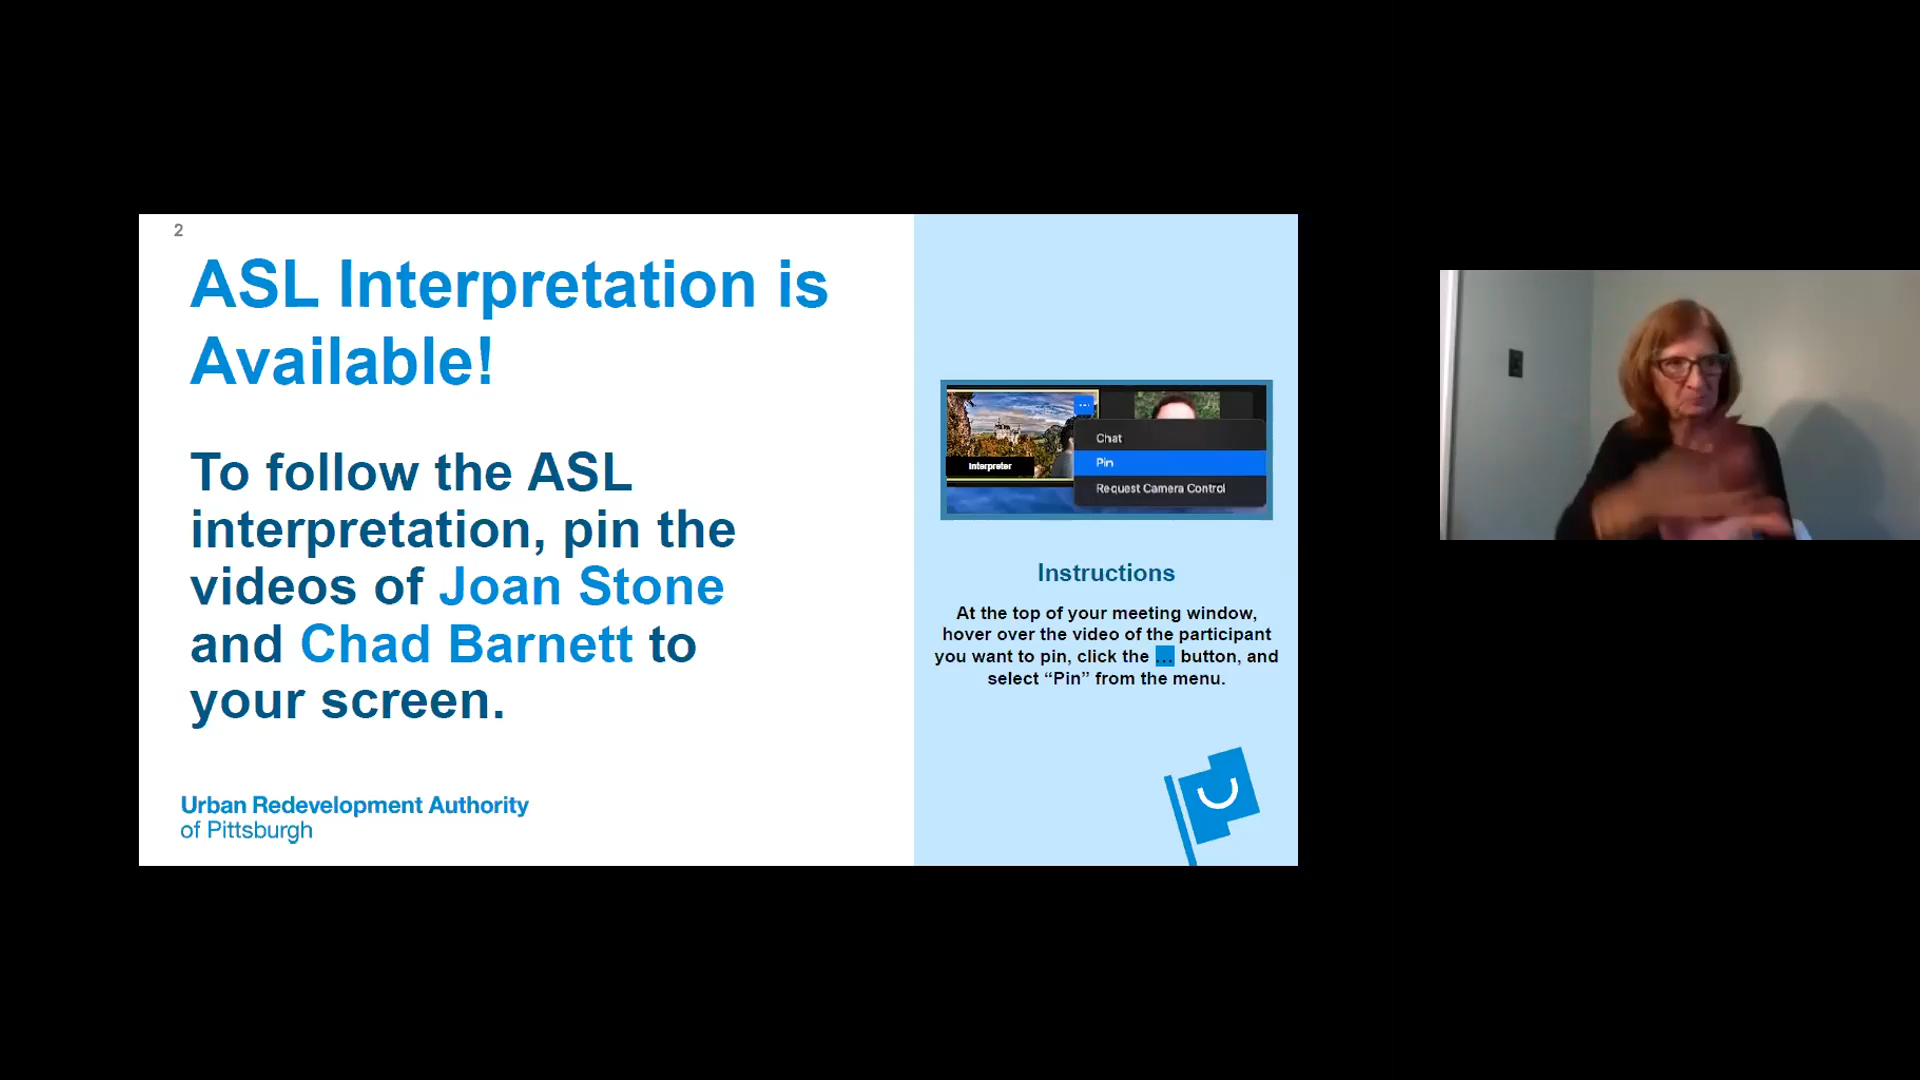 2
ASL Interpretation is
Available!
To follow the ASL
interpretation, pin the
videos of Joan Stone
and Chad Barnett to
your screen.
Urban Redevelopment Authority
of Pittsburgh
Interpreter
Chat
Pin
Request Camera Control
Instructions
At the top of your meeting window,
hover over the video of the participant
you want to pin, click the ... button, and
select “Pin” from the menu.